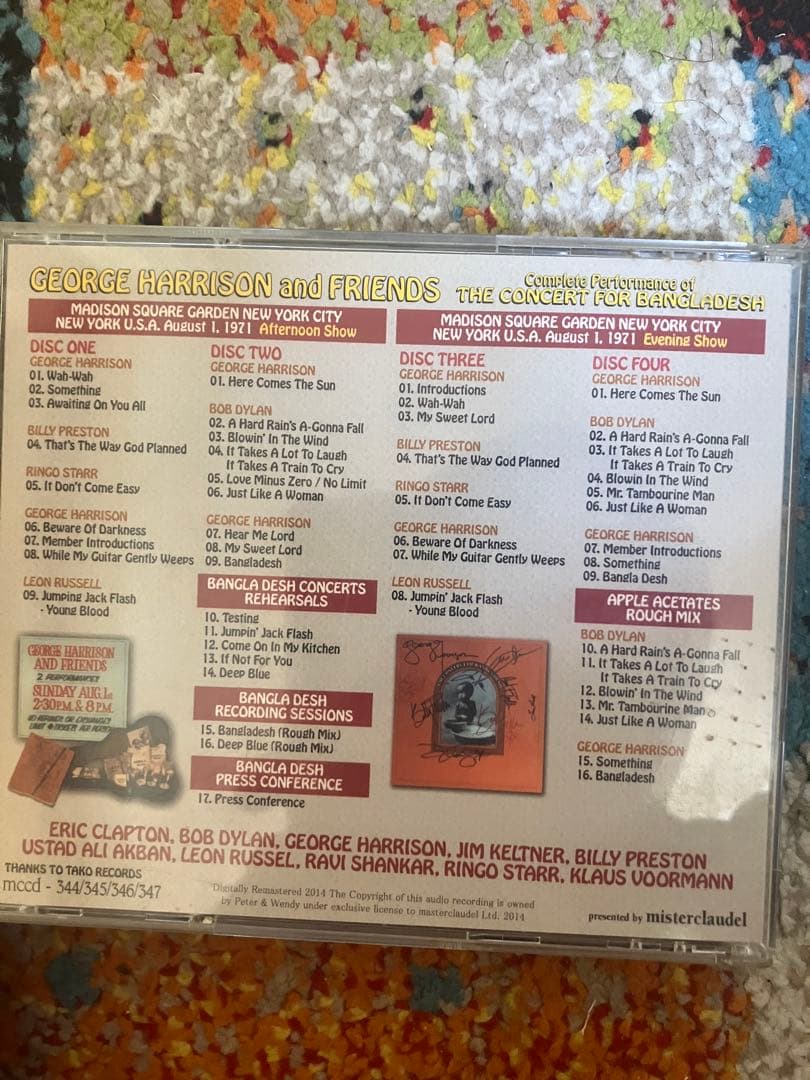 GEORGE HARRISON and FRIENDS
Complete Performance of
THE CONCERT FOR BANGLADESH
MADISON SQUARE GARDEN NEW YORK CITY
NEW YORK U.S.A. August 1, 1971 Afternoon Show
DISC ONE
GEORGE HARRISON
01. Wah-Wah
02. Something
03. Awaiting On You All
BILLY PRESTON
04. That's The Way God Planned
RINGO STARR
05. It Don't Come Easy
GEORGE HARRISON
06. Beware Of Darkness
07. Member Introductions
08. While My Guitar Gently Weeps
LEON RUSSELL
09. Jumping Jack Flash
- Young Blood
GEORGE HARRISON
AND FRIENDS
2 PERFORMANCES
SUNDAY AUG. 1st
2:30 P.M. & 8 P.M.
DISC TWO
GEORGE HARRISON
01. Here Comes The Sun
BOB DYLAN
02. A Hard Rain's A-Gonna Fall
03. Blowin' In The Wind
04. It Takes A Lot To Laugh
It Takes A Train To Cry
05. Love Minus Zero / No Limit
06. Just Like A Woman
GEORGE HARRISON
07. Hear Me Lord
08. My Sweet Lord
09. Bangladesh
BANGLA DESH CONCERTS
REHEARSALS
10. Testing
11. Jumpin' Jack Flash
12. Come On In My Kitchen
13. If Not For You
14. Deep Blue
BANGLA DESH
RECORDING SESSIONS
15. Bangladesh (Rough Mix)
16. Deep Blue (Rough Mix)
BANGLA DESH
PRESS CONFERENCE
17. Press Conference
MADISON SQUARE GARDEN NEW YORK CITY
NEW YORK U.S.A. August 1, 1971 Evening Show
DISC THREE
GEORGE HARRISON
01. Introductions
02. Wah-Wah
03. My Sweet Lord
BILLY PRESTON
04. That's The Way God Planned
RINGO STARR
05. It Don't Come Easy
GEORGE HARRISON
06. Beware Of Darkness
07. While My Guitar Gently Weeps
LEON RUSSELL
08. Jumpin' Jack Flash
- Young Blood
DISC FOUR
GEORGE HARRISON
01. Here Comes The Sun
BOB DYLAN
02. A Hard Rain's A-Gonna Fall
03. It Takes A Lot To Laugh
It Takes A Train To Cry
04. Blowin In The Wind
05. Mr. Tambourine Man
06. Just Like A Woman
GEORGE HARRISON
07. Member Introductions
08. Something
09. Bangla Desh
APPLE ACETATES
ROUGH MIX
BOB DYLAN
10. A Hard Rain's A-Gonna Fall
11. It Takes A Lot To Laugh
It Takes A Train To Cry
12. Blowin' In The Wind
13. Mr. Tambourine Man
14. Just Like A Woman
GEORGE HARRISON
15. Something
16. Bangladesh
ERIC CLAPTON, BOB DYLAN, GEORGE HARRISON, JIM KELTNER, BILLY PRESTON
USTAD ALI AKBAN, LEON RUSSEL, RAVI SHANKAR, RINGO STARR, KLAUS VOORMANN
THANKS TO TAKO RECORDS
mccd - 344/345/346/347
Digitally Remastered 2014 The Copyright of this audio recording is owned
by Peter & Wendy under exclusive license to masterclaudel Ltd. 2014
presented by misterclaudel